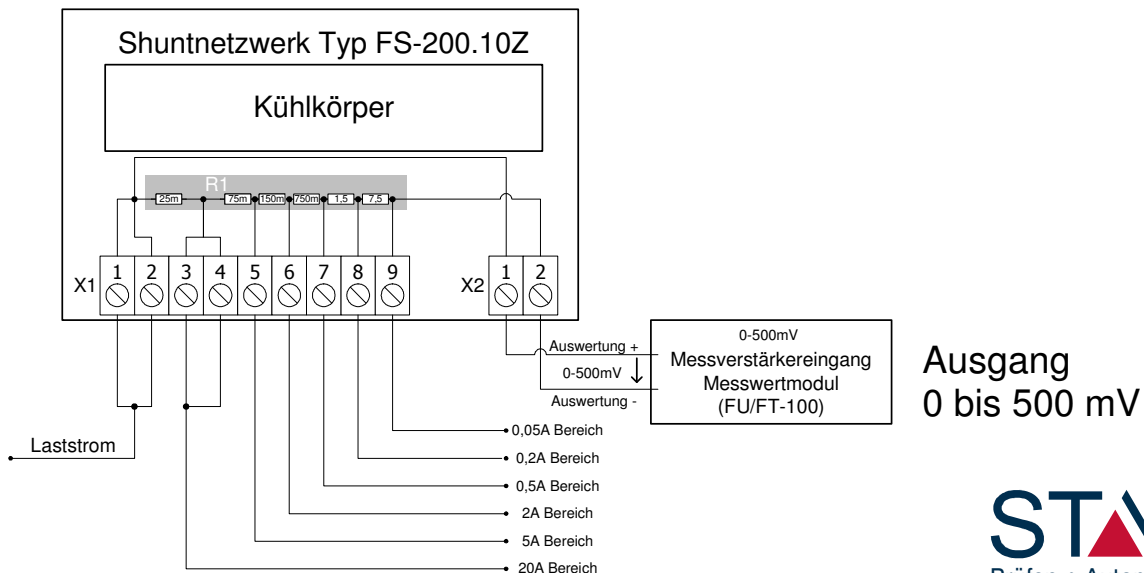 Shuntnetzwerk Typ FS-200.10Z
Kühlkörper
R1
25m 75m 150m 750m 1,5 7,5
X1 1 2 3 4 5 6 7 8 9
X2 1 2
Auswertung +
0-500mV
Auswertung -
0-500mV
Messverstärkereingang
Messwertmodul
(FU/FT-100)
Ausgang
0 bis 500 mV
Laststrom
0,05A Bereich
0,2A Bereich
0,5A Bereich
2A Bereich
5A Bereich
20A Bereich